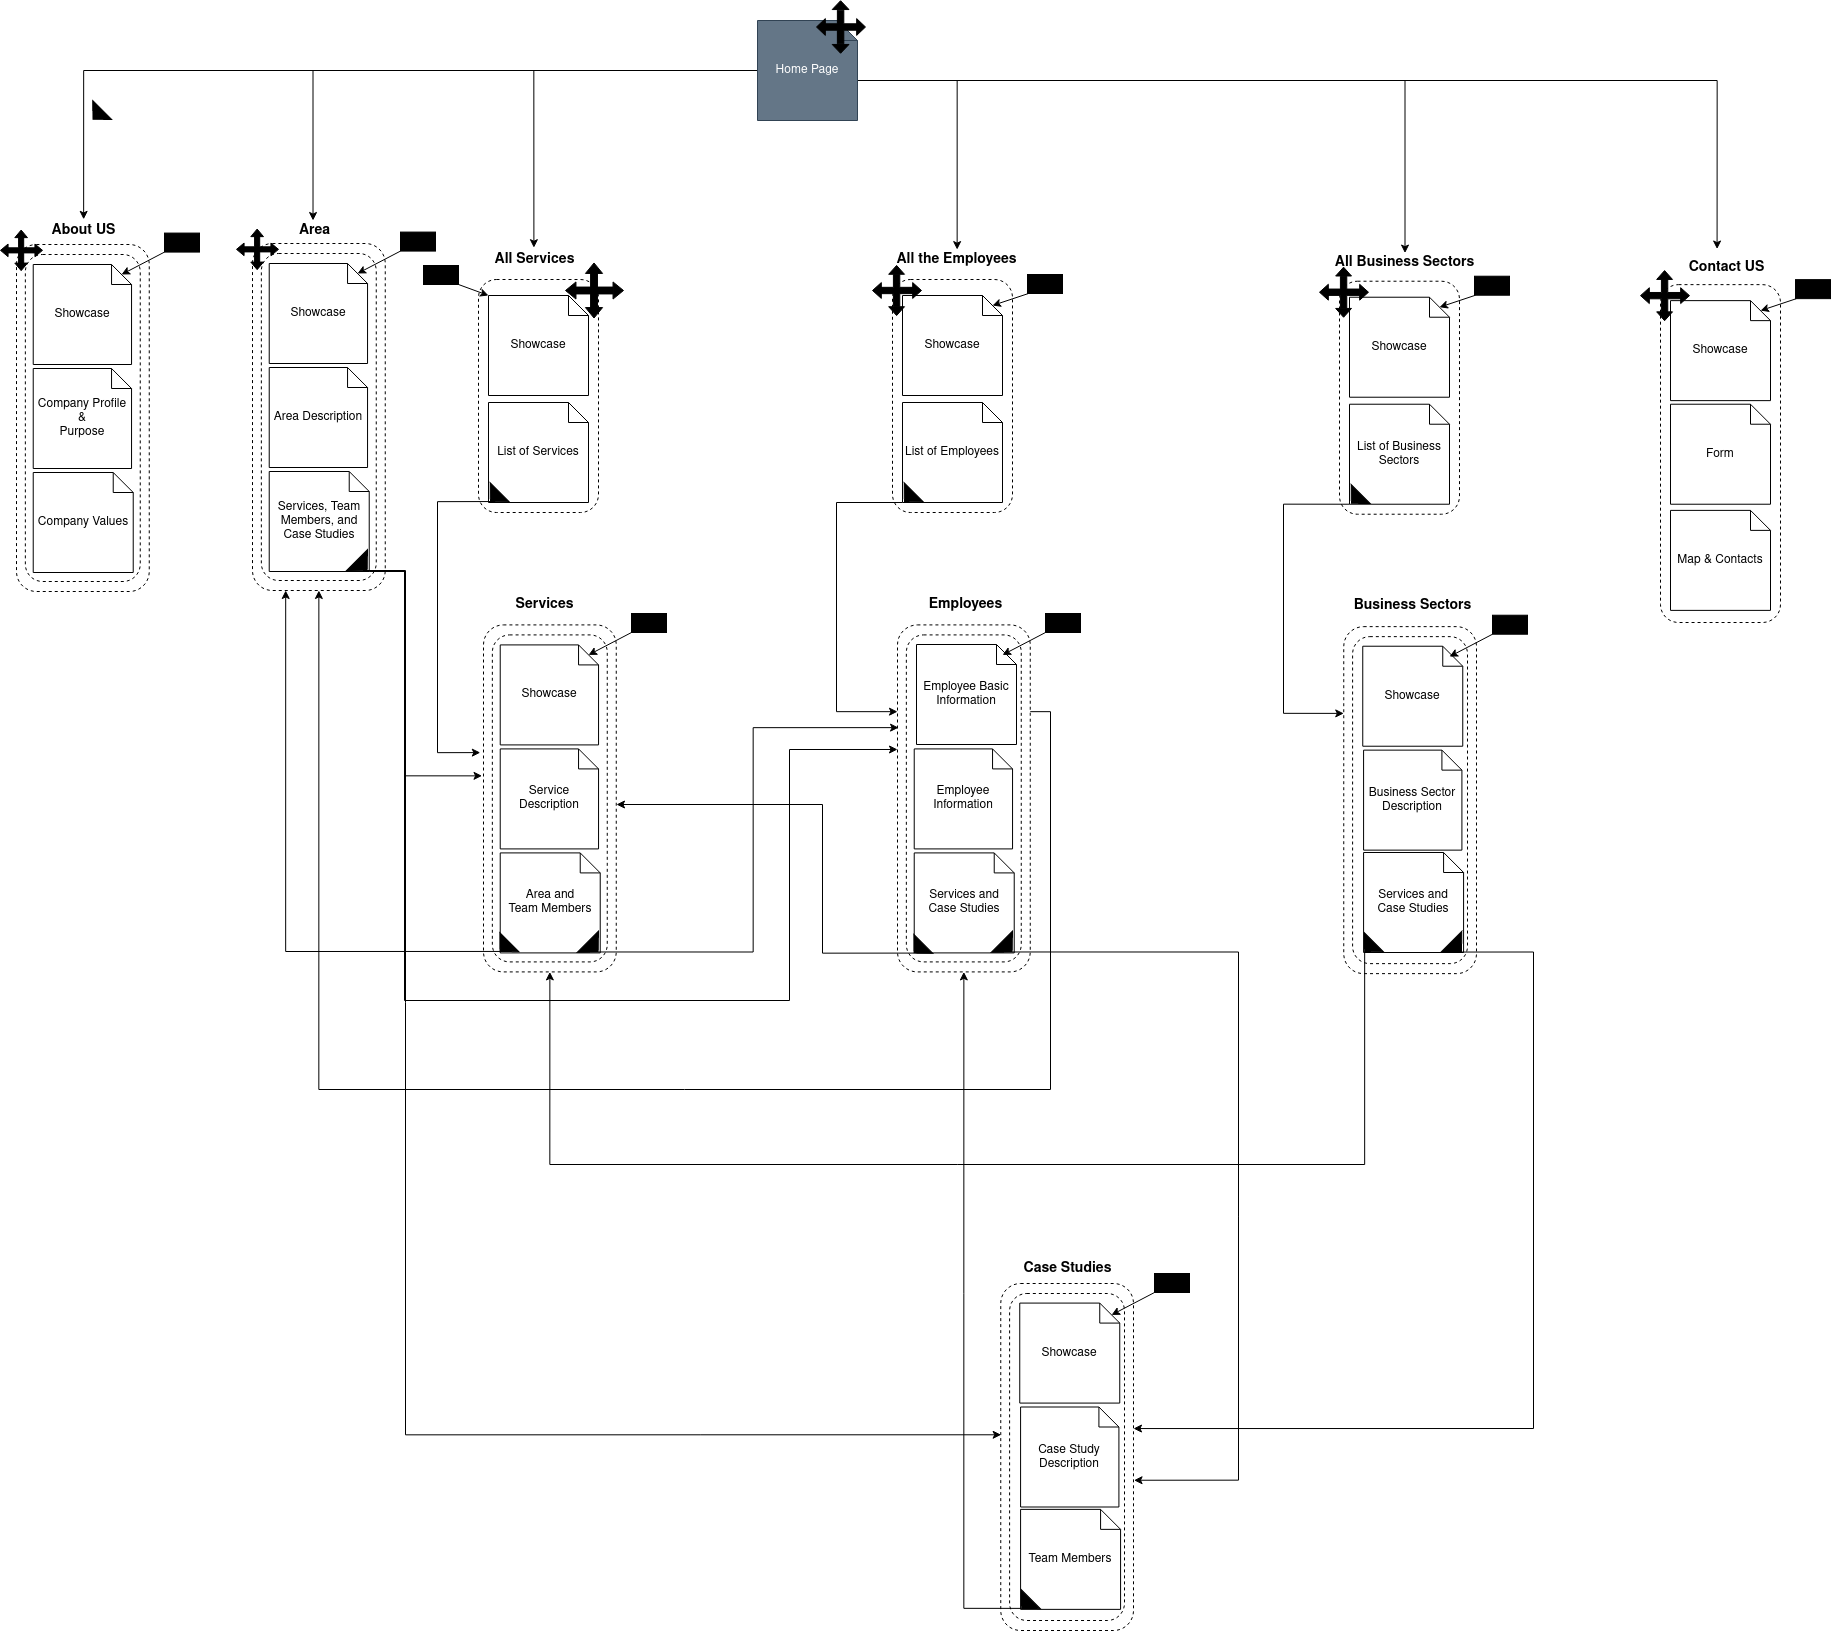 Home Page
About US
Area
All Services
All the Employees
All Business Sectors
Contact US
Showcase
Company Profile
&
Purpose
Company Values
Showcase
Area Description
Services, Team
Members, and
Case Studies
Showcase
List of Services
Showcase
List of Employees
Showcase
List of Business
Sectors
Showcase
Form
Map & Contacts
Services
Showcase
Service
Description
Area and
Team Members
Employees
Employee Basic
Information
Employee
Information
Services and
Case Studies
Business Sectors
Showcase
Business Sector
Description
Services and
Case Studies
Case Studies
Showcase
Case Study
Description
Team Members